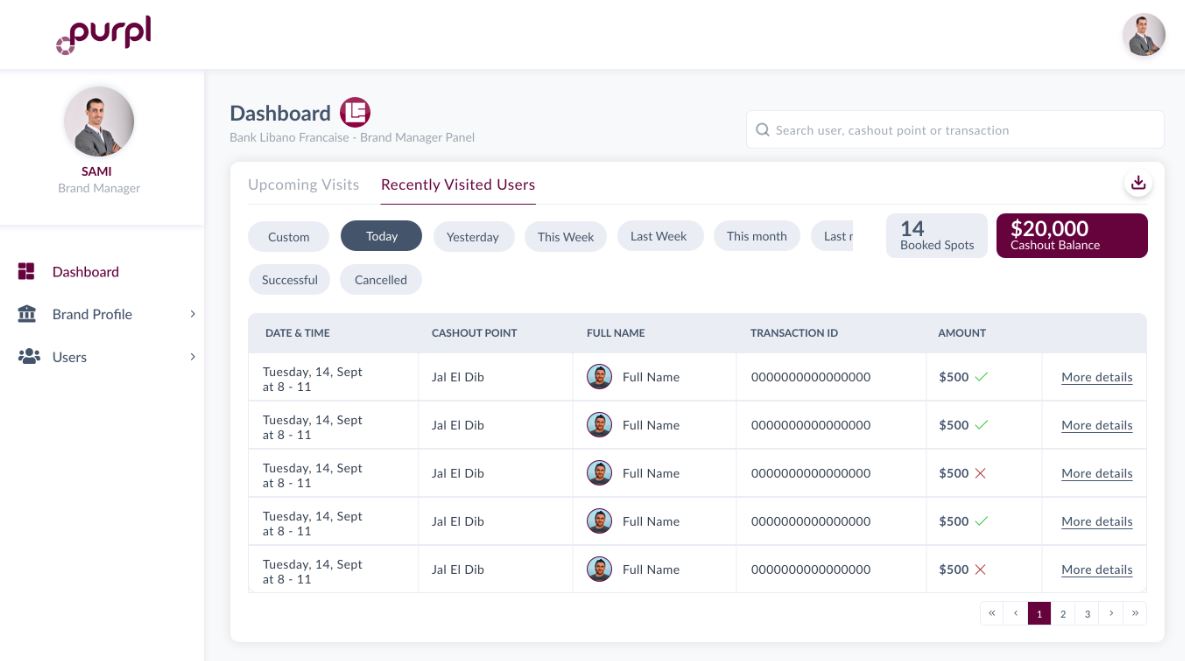 purpl
SAMI
Brand Manager
Dashboard
Brand Profile
Users
Dashboard
Bank Libano Francaise - Brand Manager Panel
Search user, cashout point or transaction
Upcoming Visits Recently Visited Users
Custom Today Yesterday This Week Last Week This month Last
14
Booked Spots
$20,000
Cashout Balance
Successful Cancelled
DATE & TIME CASHOUT POINT FULL NAME TRANSACTION ID AMOUNT
Tuesday, 14, Sept
at 8 - 11
Jal El Dib Full Name 0000000000000000 $500 More details
Tuesday, 14, Sept
at 8 - 11
Jal El Dib Full Name 0000000000000000 $500 More details
Tuesday, 14, Sept
at 8 - 11
Jal El Dib Full Name 0000000000000000 $500 More details
Tuesday, 14, Sept
at 8 - 11
Jal El Dib Full Name 0000000000000000 $500 More details
Tuesday, 14, Sept
at 8 - 11
Jal El Dib Full Name 0000000000000000 $500 More details
« ‹ 1 2 3 › »